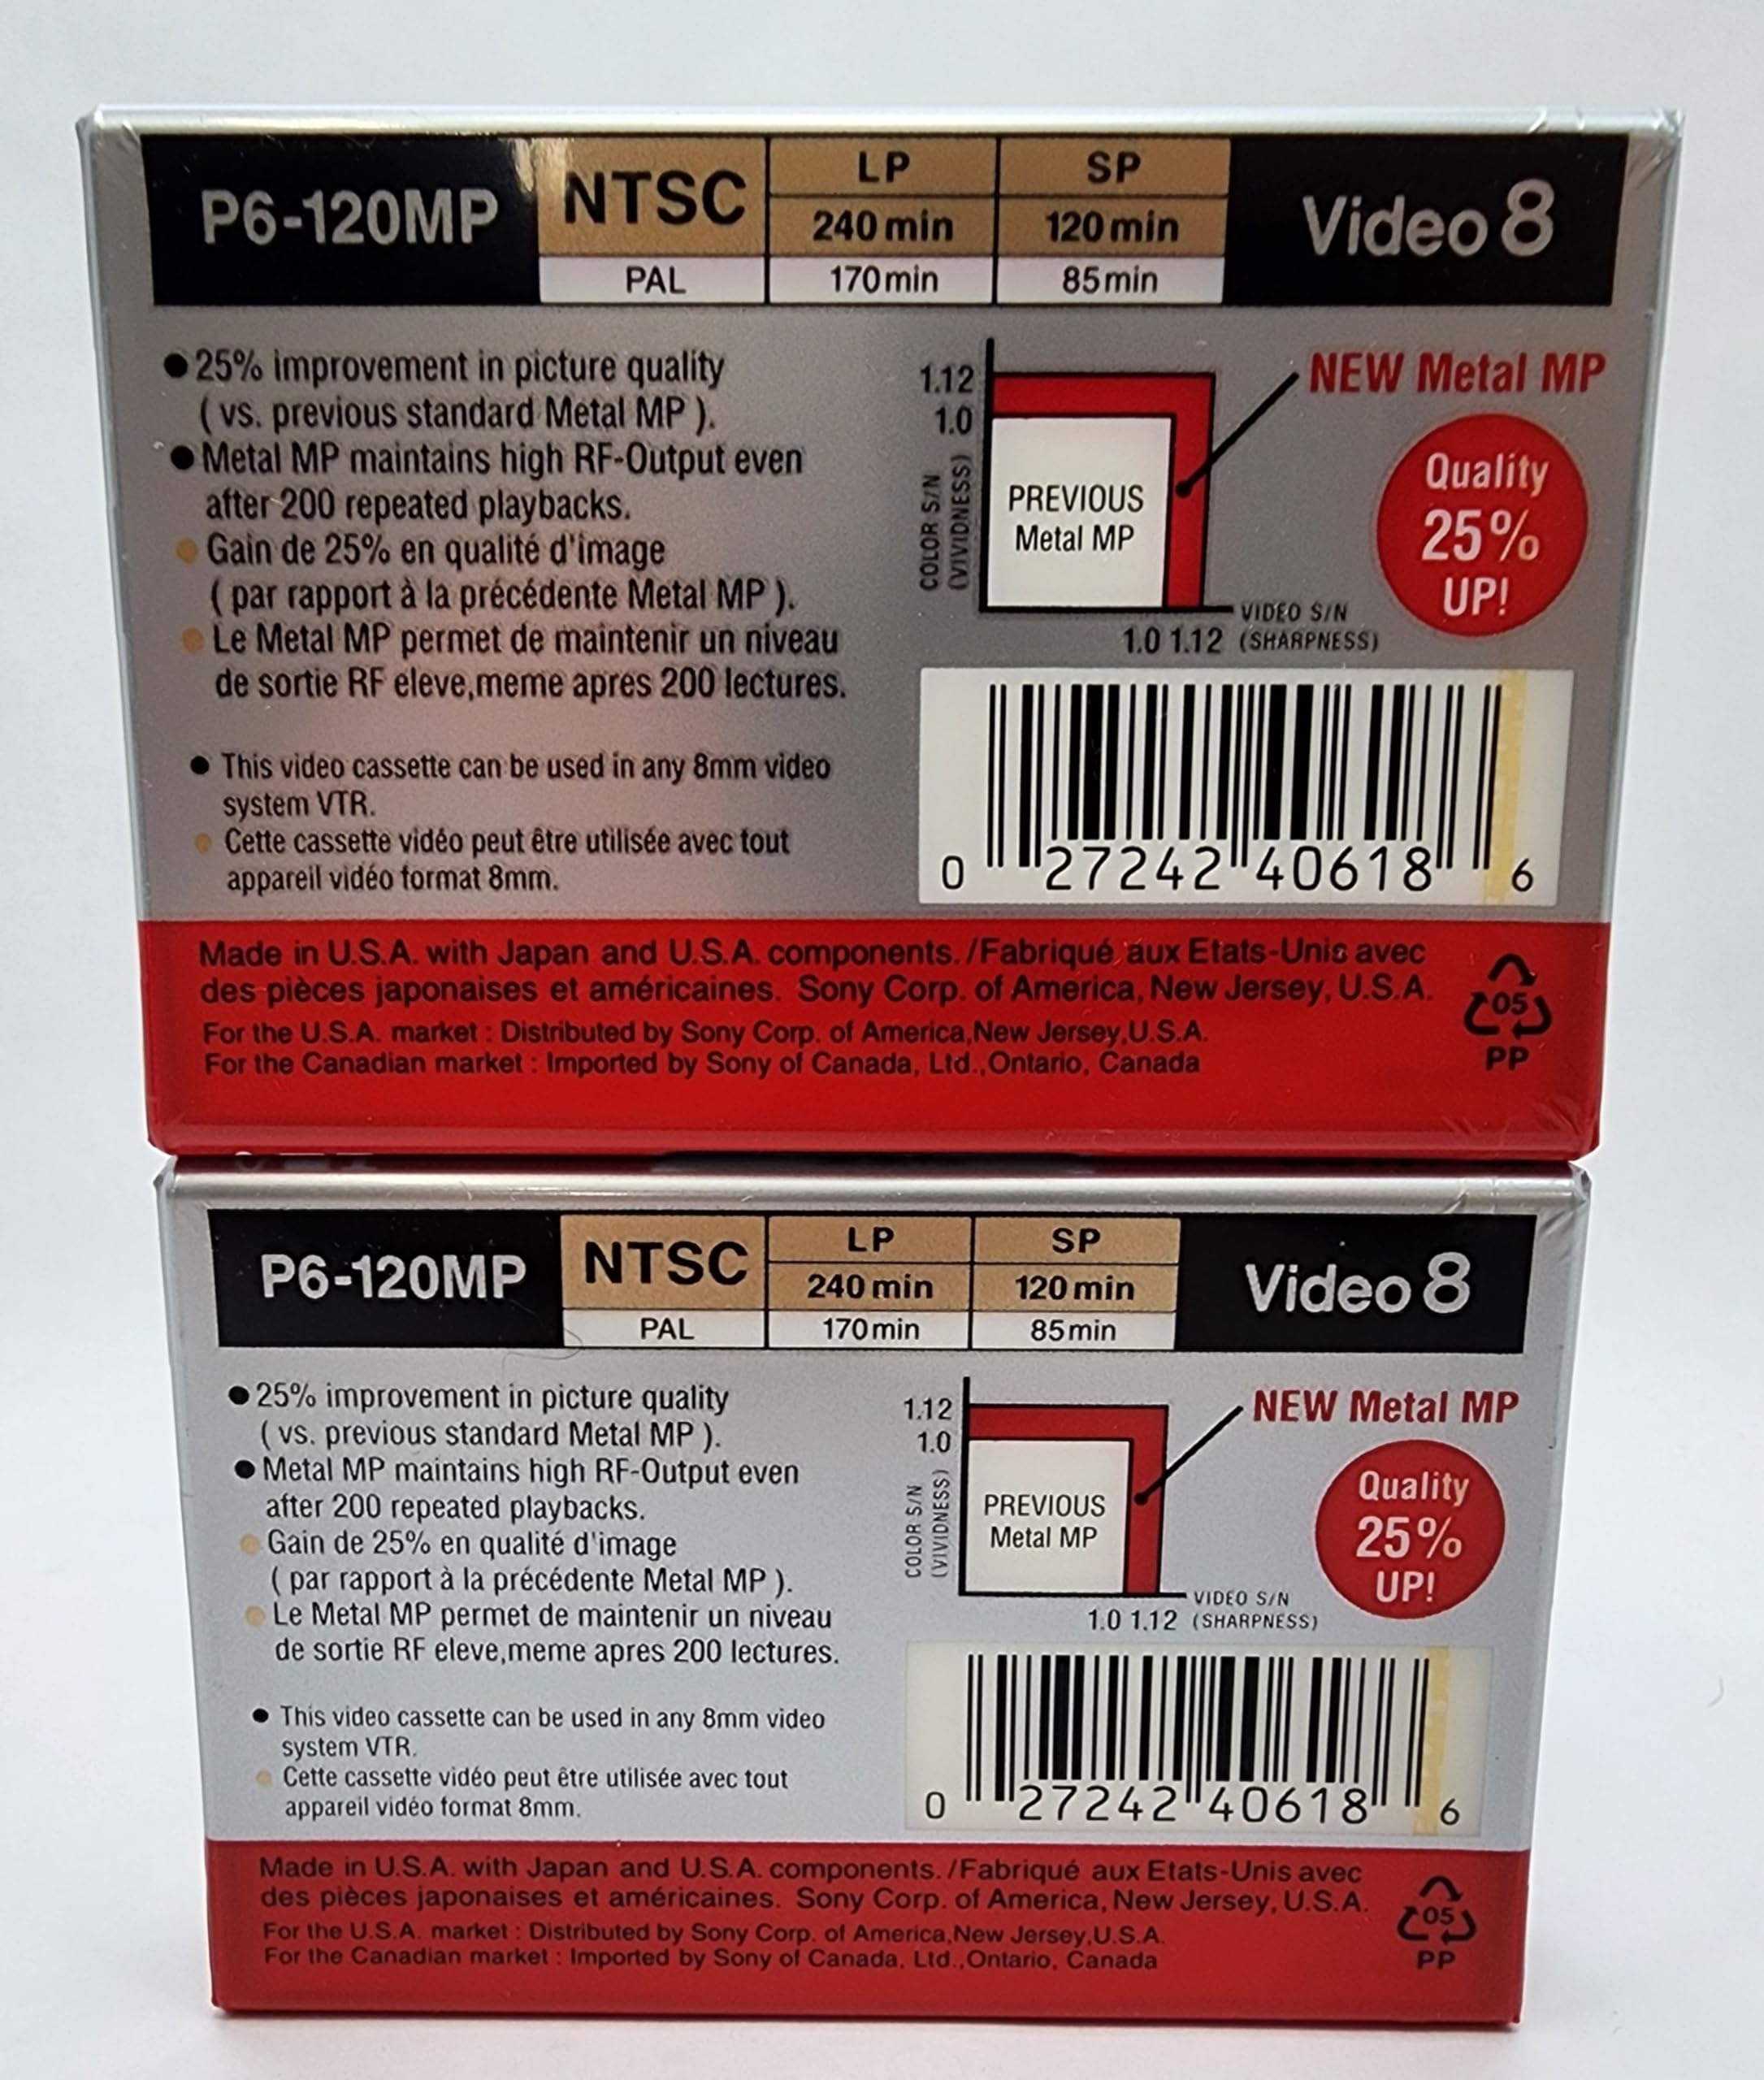 P6-120MP NTSC LP SP Video 8
240 min 120 min
PAL 170 min 85 min
● 25% improvement in picture quality
( vs. previous standard Metal MP ).
● Metal MP maintains high RF-Output even
after 200 repeated playbacks.
● Gain de 25% en qualité d'image
( par rapport à la précédente Metal MP ).
● Le Metal MP permet de maintenir un niveau
de sortie RF eleve,meme apres 200 lectures.
● This video cassette can be used in any 8mm video
system VTR.
● Cette cassette vidéo peut être utilisée avec tout
appareil vidéo format 8mm.
NEW Metal MP
1.12
1.0
COLOR S/N
(VIVIDNESS)
PREVIOUS
Metal MP
VIDEO S/N
1.0 1.12 (SHARPNESS)
Quality
25%
UP!
0 27242 40618 6
Made in U.S.A. with Japan and U.S.A. components. /Fabriqué aux Etats-Unis avec
des pièces japonaises et américaines. Sony Corp. of America, New Jersey, U.S.A.
For the U.S.A. market : Distributed by Sony Corp. of America,New Jersey,U.S.A.
For the Canadian market : Imported by Sony of Canada, Ltd.,Ontario, Canada
05
PP
P6-120MP NTSC LP SP Video 8
240 min 120 min
PAL 170 min 85 min
● 25% improvement in picture quality
( vs. previous standard Metal MP ).
● Metal MP maintains high RF-Output even
after 200 repeated playbacks.
● Gain de 25% en qualité d'image
( par rapport à la précédente Metal MP ).
● Le Metal MP permet de maintenir un niveau
de sortie RF eleve,meme apres 200 lectures.
● This video cassette can be used in any 8mm video
system VTR.
● Cette cassette vidéo peut être utilisée avec tout
appareil vidéo format 8mm.
NEW Metal MP
1.12
1.0
COLOR S/N
(VIVIDNESS)
PREVIOUS
Metal MP
VIDEO S/N
1.0 1.12 (SHARPNESS)
Quality
25%
UP!
0 27242 40618 6
Made in U.S.A. with Japan and U.S.A. components. /Fabriqué aux Etats-Unis avec
des pièces japonaises et américaines. Sony Corp. of America, New Jersey, U.S.A.
For the U.S.A. market : Distributed by Sony Corp. of America,New Jersey,U.S.A.
For the Canadian market : Imported by Sony of Canada, Ltd.,Ontario, Canada
05
PP